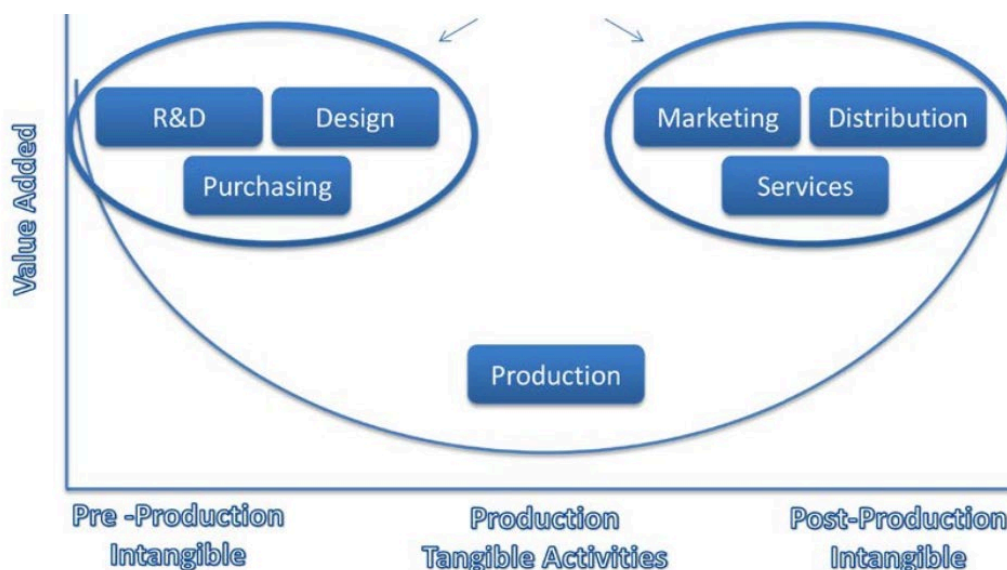 R&D
Design
Purchasing
Marketing
Distribution
Services
Production
Value Added
Pre -Production
Intangible
Production
Tangible Activities
Post-Production
Intangible